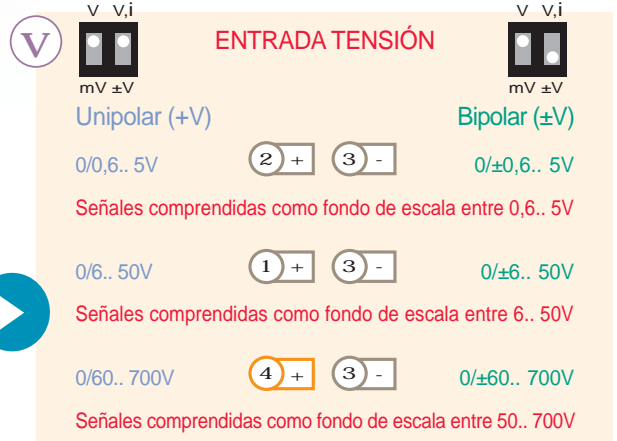 V V,i V V,i
V ENTRADA TENSIÓN
mV ±V mV ±V
Unipolar (+V) Bipolar (±V)
0/0,6.. 5V 2 + 3 - 0/±0,6.. 5V
Señales comprendidas como fondo de escala entre 0,6.. 5V
0/6.. 50V 1 + 3 - 0/±6.. 50V
Señales comprendidas como fondo de escala entre 6.. 50V
0/60.. 700V 4 + 3 - 0/±60.. 700V
Señales comprendidas como fondo de escala entre 50.. 700V